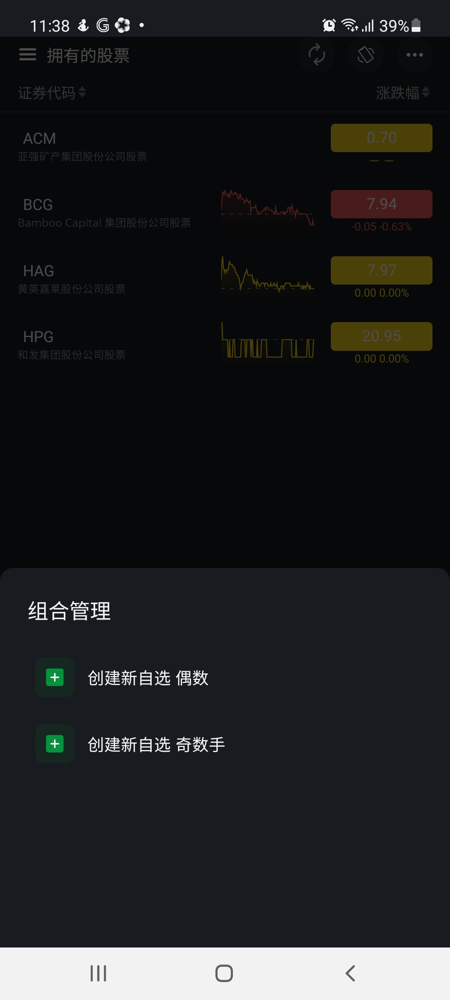 11:38
39%
拥有的股票
证券代码
涨跌幅
ACM
0.70
亚强矿产集团股份公司股票
--- ---
BCG
7.94
Bamboo Capital 集团股份公司股票
-0.05 -0.63%
HAG
7.97
黄英嘉莱股份公司股票
0.00 0.00%
HPG
20.95
和发集团股份公司股票
0.00 0.00%
组合管理
创建新自选 偶数
创建新自选 奇数手